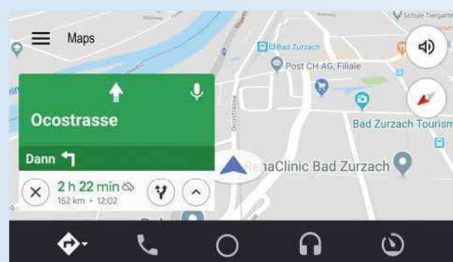 Maps
Schule Tiergarte
Bad Zurzach
Post CH AG, Filiale
Ocostrasse
Ocostrasse
Bad Zurzach Tourism
Dann
naClinic Bad Zurzach
2 h 22 min
152 km • 12:02